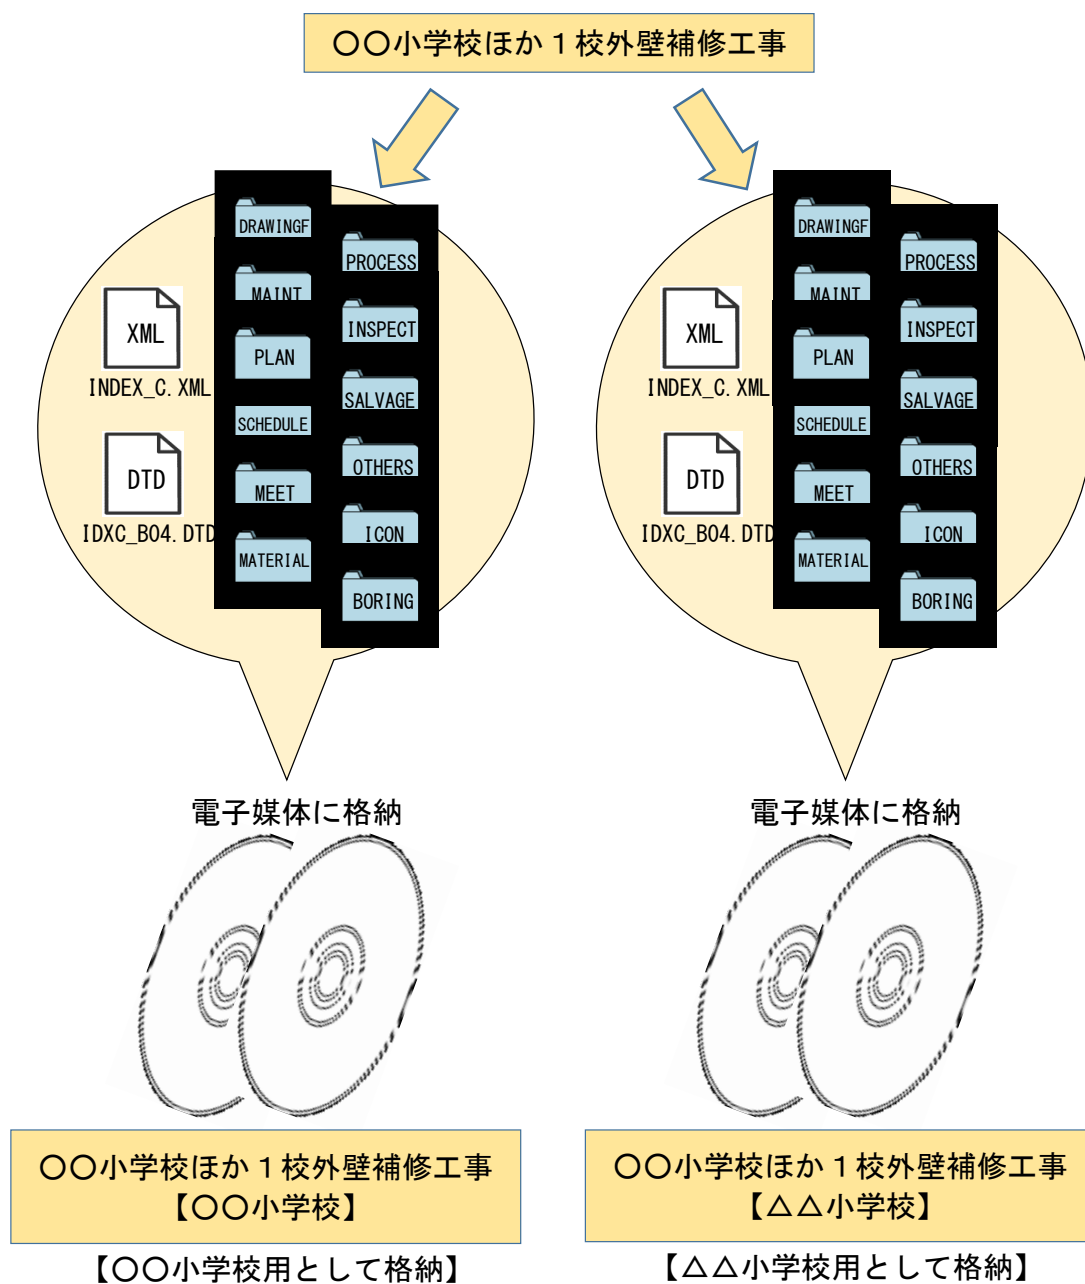 〇〇小学校ほか１校外壁補修工事
DRAWINGF
PROCESS
MAINT
INSPECT
XML
INDEX_C.XML
PLAN
SALVAGE
SCHEDULE
OTHERS
DTD
IDXC_B04.DTD
MEET
ICON
MATERIAL
BORING
DRAWINGF
PROCESS
MAINT
INSPECT
XML
INDEX_C.XML
PLAN
SALVAGE
SCHEDULE
OTHERS
DTD
IDXC_B04.DTD
MEET
ICON
MATERIAL
BORING
電子媒体に格納
電子媒体に格納
〇〇小学校ほか１校外壁補修工事
【〇〇小学校】
【〇〇小学校用として格納】
〇〇小学校ほか１校外壁補修工事
【△△小学校】
【△△小学校用として格納】